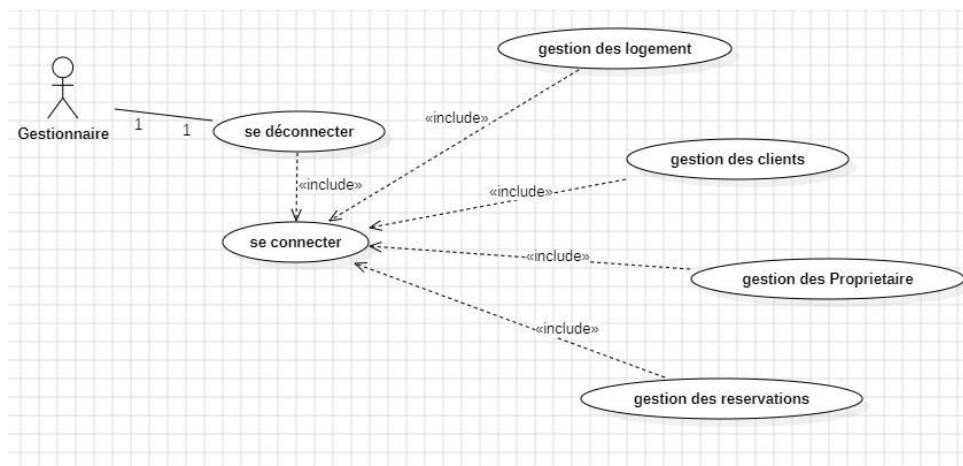 gestion des logement
«include»
Gestionnaire
1
1
se déconnecter
gestion des clients
«include»
«include»
se connecter
«include»
gestion des Proprietaire
«include»
gestion des reservations